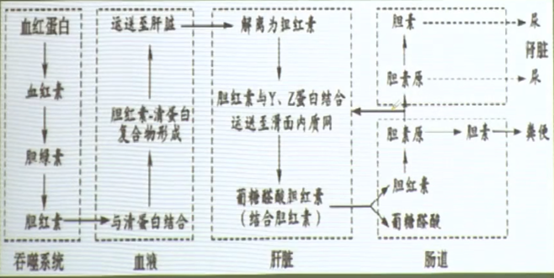 血红蛋白
血红素
胆绿素
胆红素
吞噬系统
运送至肝脏
胆红素-清蛋白
复合物形成
与清蛋白结合
血液
解离为胆红素
胆红素与Y、Z蛋白结合
运送至滑面内质网
葡糖醛酸胆红素
(结合胆红素)
肝脏
胆素
尿
肾脏
胆素原
尿
胆素原
胆素
粪便
胆红素
葡糖醛酸
肠道